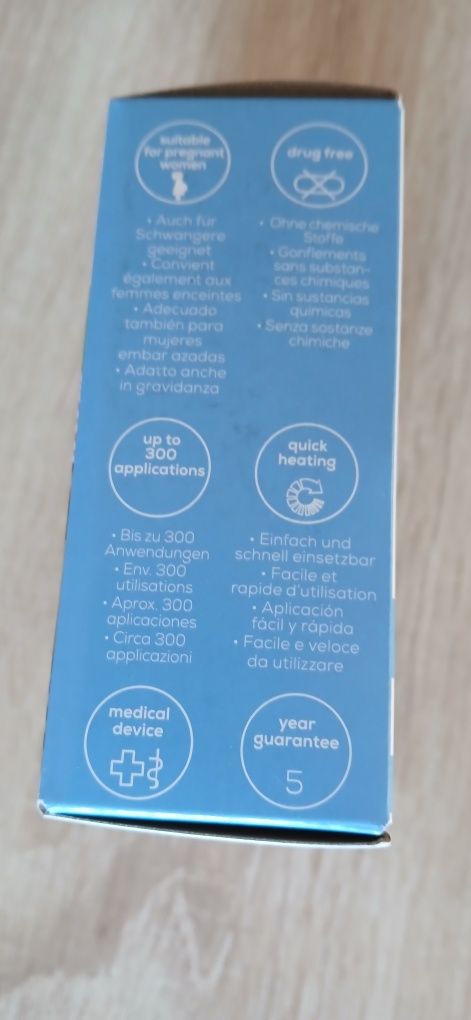 suitable
for pregnant
women
• Auch für
Schwangere
geeignet
• Convient
également aux
femmes enceintes
• Adecuado
también para
mujeres
embar azadas
• Adatto anche
in gravidanza
drug free
• Ohne chemische
Stoffe
• Gonflements
sans substan-
ces chimiques
• Sin sustancias
químicas
• Senza sostanze
chimiche
up to
300
applications
• Bis zu 300
Anwendungen
• Env. 300
utilisations
• Aprox. 300
aplicaciones
• Circa 300
applicazioni
quick
heating
• Einfach und
schnell einsetzbar
• Facile et
rapide d'utilisation
• Aplicación
fácil y rápida
• Facile e veloce
da utilizzare
medical
device
year
guarantee
5